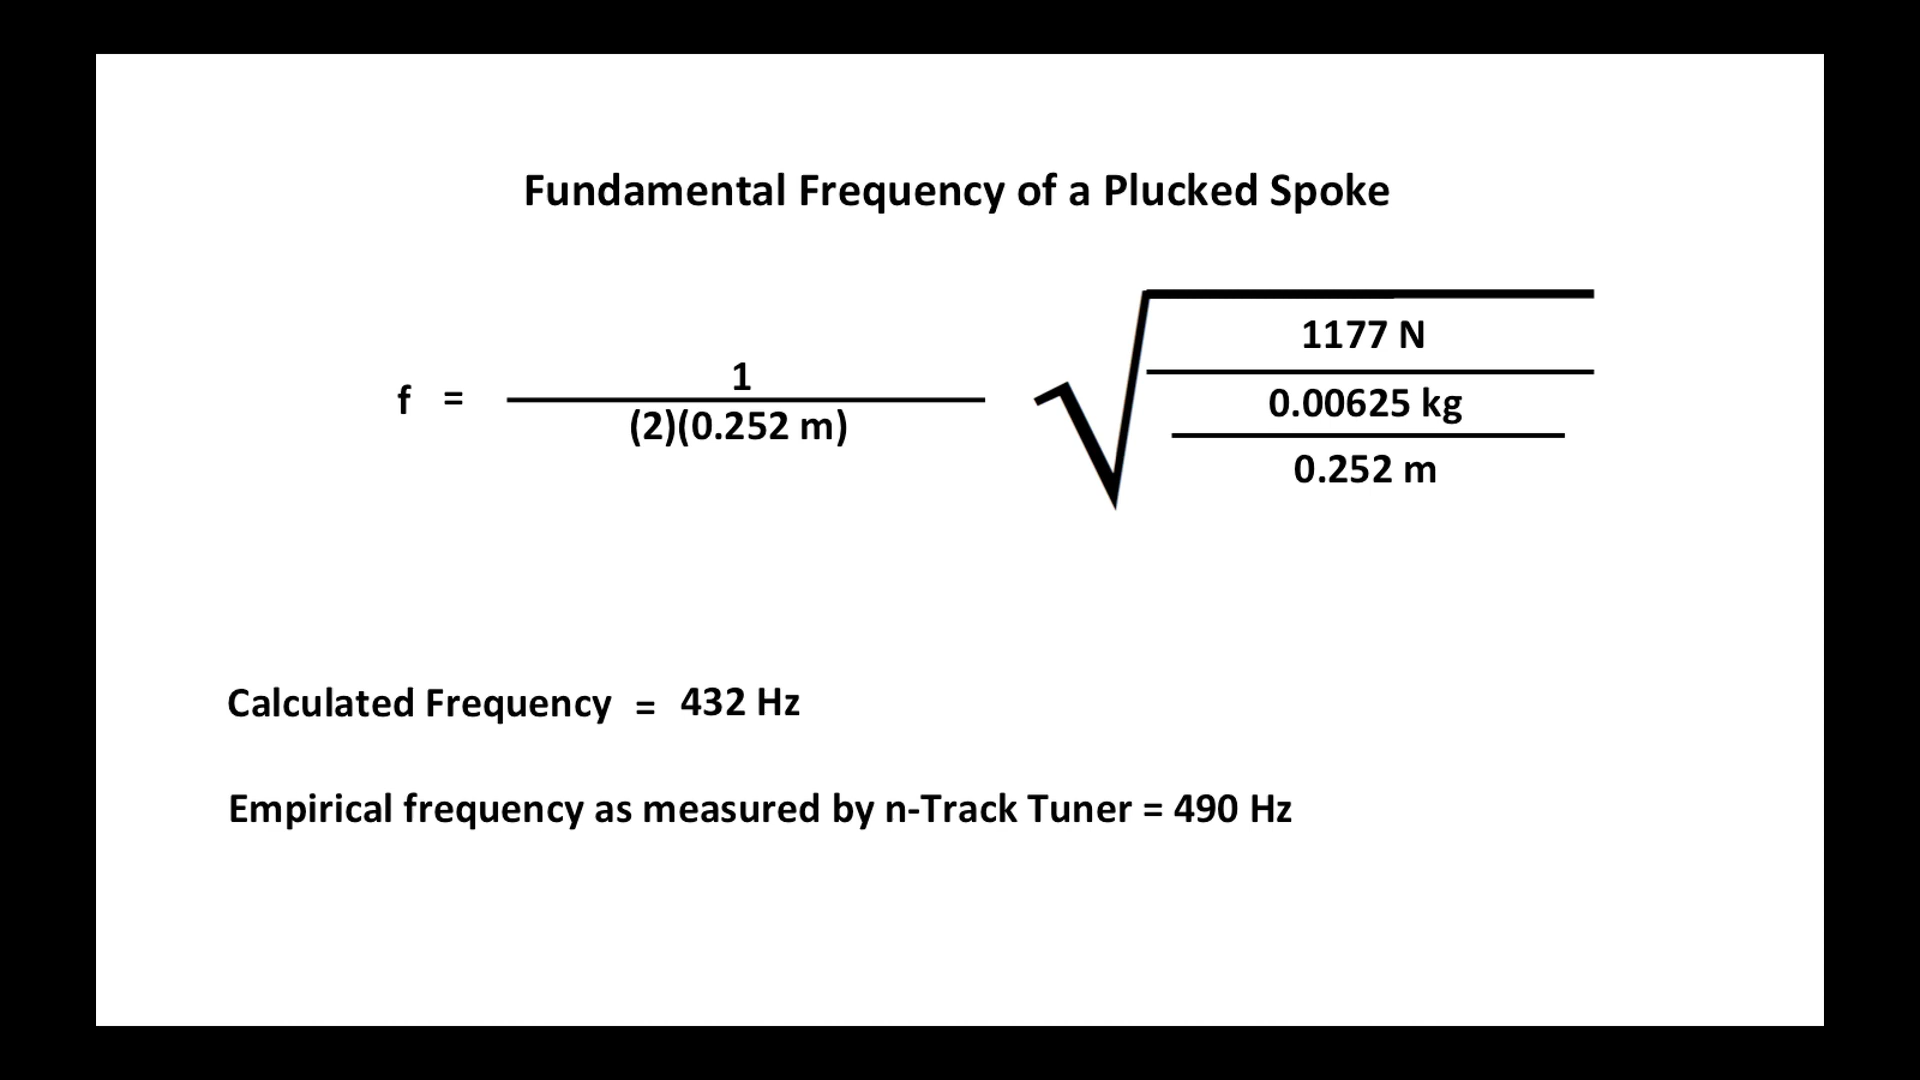 Fundamental Frequency of a Plucked Spoke
f = 1 / (2)(0.252 m) √ 1177 N / 0.00625 kg / 0.252 m
Calculated Frequency = 432 Hz
Empirical frequency as measured by n-Track Tuner = 490 Hz